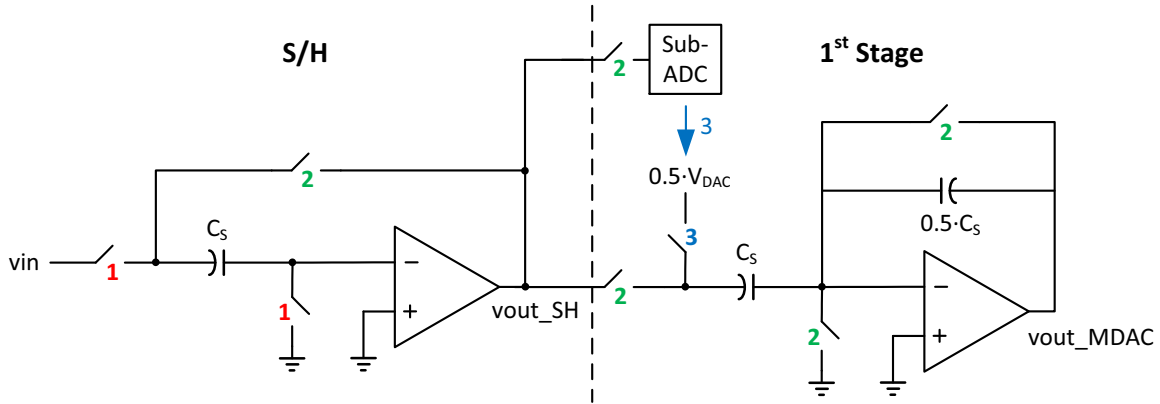 S/H
1st Stage
Sub-
ADC
2
3
2
2
0.5·VDAC
0.5·CS
CS
3
CS
vin
1
1
vout_SH
2
2
vout_MDAC